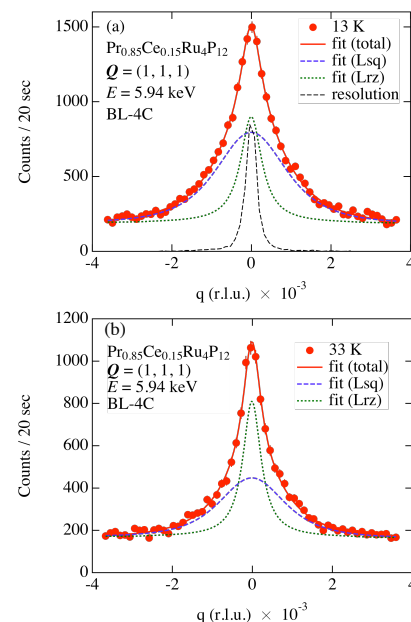 (a)
Pr0.85Ce0.15Ru4P12
Q = (1, 1, 1)
E = 5.94 keV
BL-4C
13 K
fit (total)
fit (Lsq)
fit (Lrz)
resolution
Counts / 20 sec
1500
1000
500
0
-4 -2 0 2 4
q (r.l.u.) × 10-3
(b)
Pr0.85Ce0.15Ru4P12
Q = (1, 1, 1)
E = 5.94 keV
BL-4C
33 K
fit (total)
fit (Lsq)
fit (Lrz)
Counts / 20 sec
1200
1000
800
600
400
200
0
-4 -2 0 2 4
q (r.l.u.) × 10-3